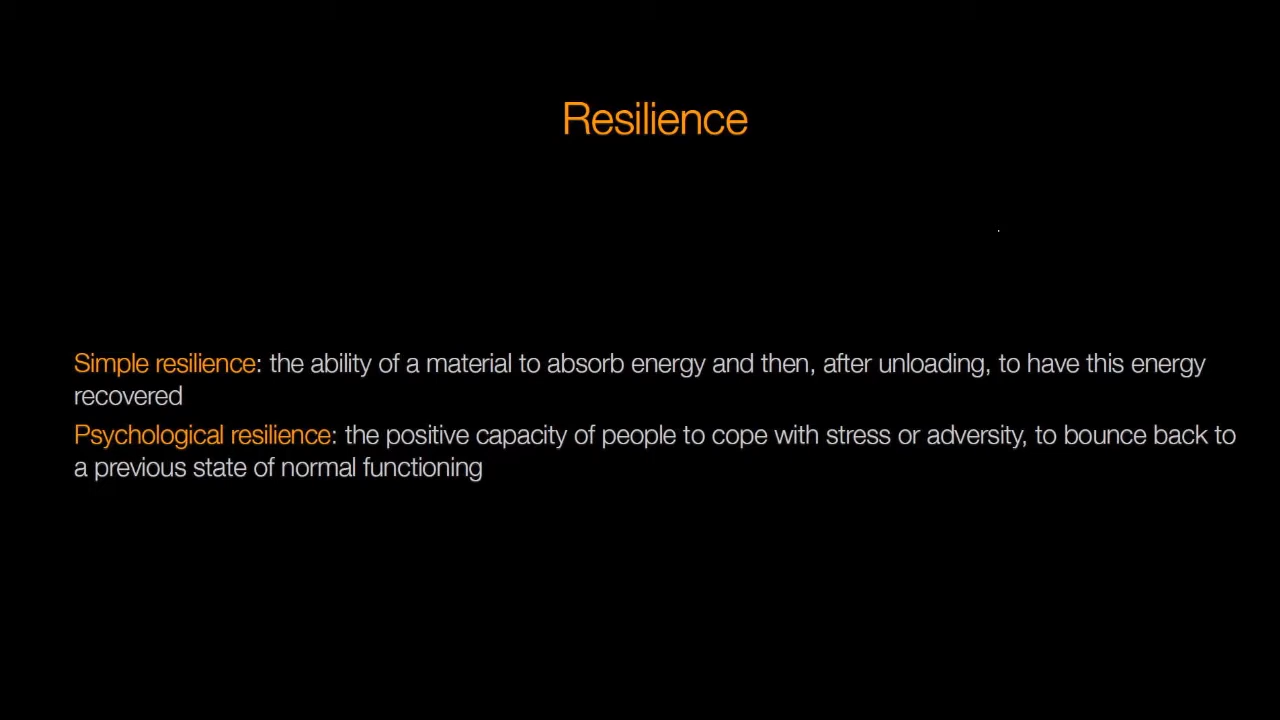 Resilience
Simple resilience: the ability of a material to absorb energy and then, after unloading, to have this energy
recovered
Psychological resilience: the positive capacity of people to cope with stress or adversity, to bounce back to
a previous state of normal functioning